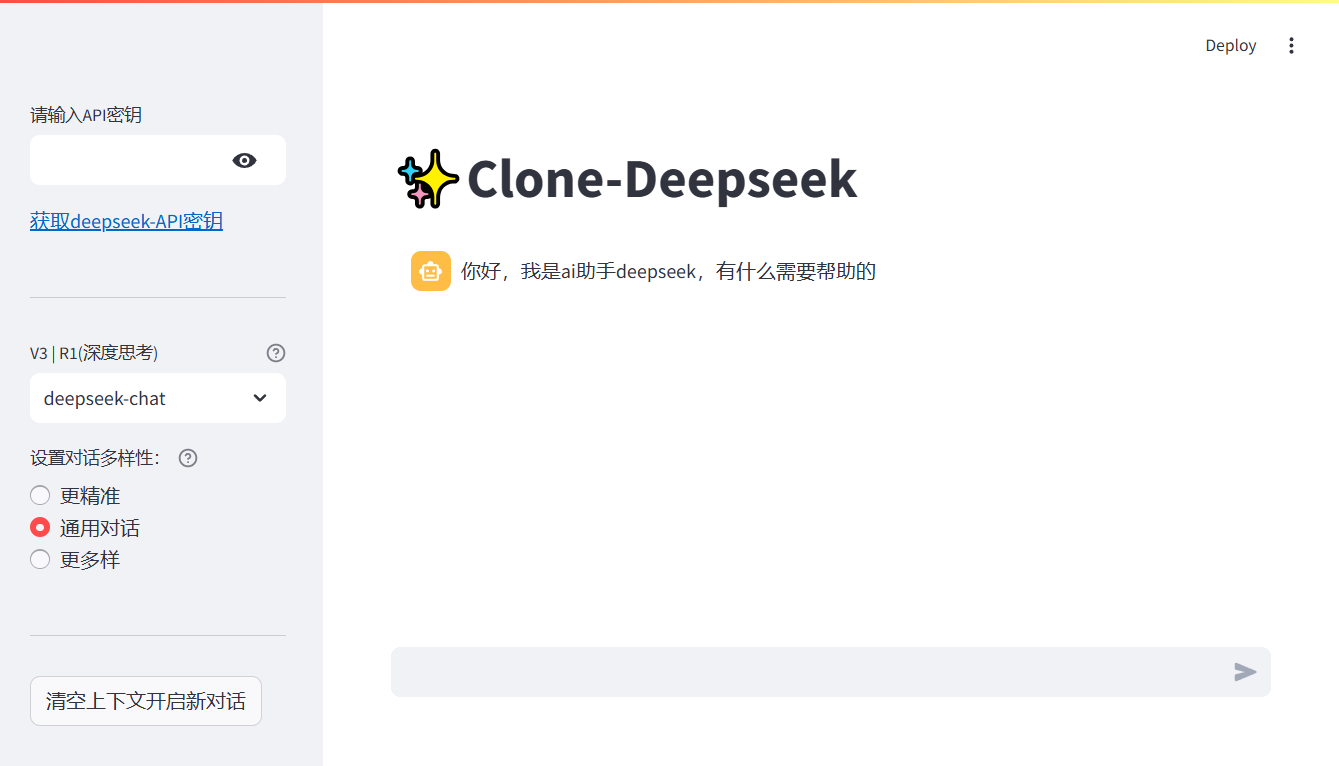 Deploy
请输入API密钥
获取deepseek-API密钥
V3 | R1(深度思考)
deepseek-chat
设置对话多样性：
更精准
通用对话
更多样
清空上下文开启新对话
Clone-Deepseek
你好，我是ai助手deepseek，有什么需要帮助的